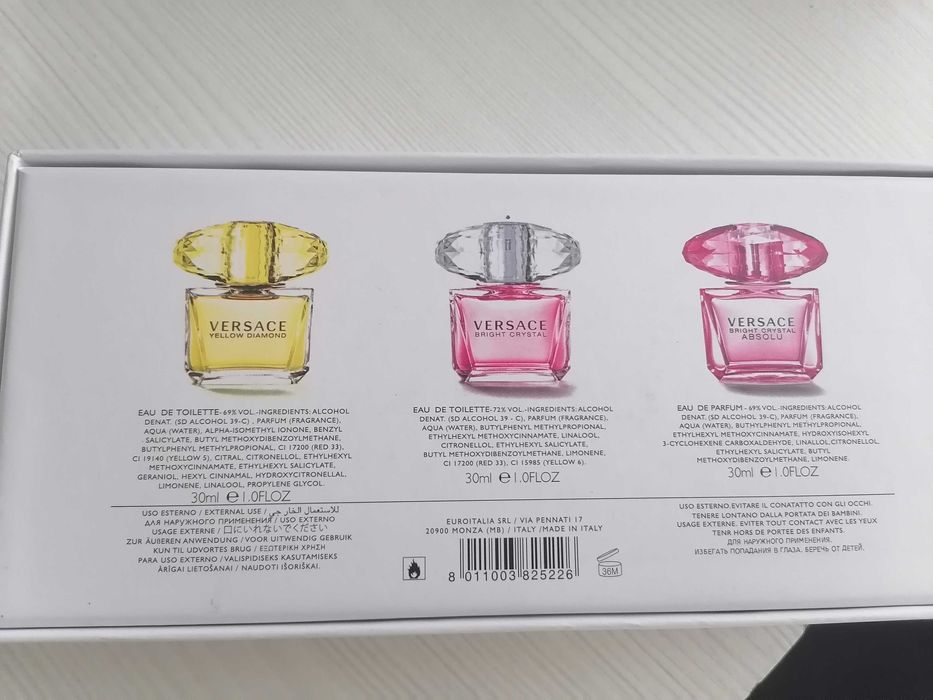 VERSACE
YELLOW DIAMOND
VERSACE
BRIGHT CRYSTAL
VERSACE
BRIGHT CRYSTAL
ABSOLU
EAU DE TOILETTE-69% VOL.-INGREDIENTS:ALCOHOL
DENAT. (SD ALCOHOL 39-C) , PARFUM (FRAGRANCE),
AQUA (WATER), ALPHA-ISOMETHYL IONONE, BENZYL
SALICYLATE, BUTYL METHOXYDIBENZOYLMETHANE,
BUTYLPHENYL METHYLPROPIONAL, CI 17200 (RED 33),
CI 19140 (YELLOW 5), CITRAL, CITRONELLOL, ETHYLHEXYL
METHOXYCINNAMATE, ETHYLHEXYL SALICYLATE,
GERANIOL, HEXYL CINNAMAL, HYDROXYCITRONELLAL,
LIMONENE, LINALOOL, PROPYLENE GLYCOL.
30ml ℮ 1.0FLOZ
EAU DE TOILETTE-72% VOL.-INGREDIENTS:ALCOHOL
DENAT. (SD ALCOHOL 39 - C), PARFUM (FRAGRANCE),
AQUA (WATER), BUTYLPHENYL METHYLPROPIONAL,
ETHYLHEXYL METHOXYCINNAMATE, LINALOOL,
CITRONELLOL, ETHYLHEXYL SALICYLATE,
BUTYL METHOXYDIBENZOYLMETHANE, LIMONENE,
CI 17200 (RED 33), CI 15985 (YELLOW 6).
30ml ℮ 1.0FLOZ
EAU DE PARFUM - 69% VOL.-INGREDIENTS:ALCOHOL
DENAT. (SD ALCOHOL 39-C), PARFUM (FRAGRANCE),
AQUA (WATER), BUTHYLPHENYL METHYLPROPIONAL,
ETHYLHEXYL METHOXYCINNAMATE, HYDROXYISOHEXYL
3-CYCLOHEXENE CARBOXALDEHYDE, LINALLOL,CITRONELLOL,
ETHYLHEXYL SALICYLATE, BUTYL
METHOXYDIBENZOYLMETHANE, LIMONENE.
30ml ℮ 1.0FLOZ
USO ESTERNO / EXTERNAL USE / للاستعمال الخارجي /
ДЛЯ НАРУЖНОГО ПРИМЕНЕНИЯ / USO EXTERNO
USAGE EXTERNE / 口にいれないでください
ZUR ÄUßEREN ANWENDUNG / VOOR UITWENDIG GEBRUIK
KUN TIL UDVORTES BRUG / ΕΞΩΤΕΡΙΚΗ ΧΡΗΣΗ
PARA USO EXTERNO / VALISPIDISEKS KASUTAMISEKS
ĀRĪGAI LIETOŠANAI / NAUDOTI IŠORIŠKAI.
EUROITALIA SRL / VIA PENNATI 17
20900 MONZA (MB) / ITALY /MADE IN ITALY
8 011003 825226
36M
USO ESTERNO.EVITARE IL CONATATTO CON GLI OCCHI.
TENERE LONTANO DALLA PORTATA DEI BAMBINI.
USAGE EXTERNE. EVITER TOUT CONTACT AVEC LES YEUX
TENIR HORS DE PORTEE DES ENFANTS.
ДЛЯ НАРУЖНОГО ПРИМЕНЕНИЯ.
ИЗБЕГАТЬ ПОПАДАНИЯ В ГЛАЗА. БЕРЕЧЬ ОТ ДЕТЕЙ.